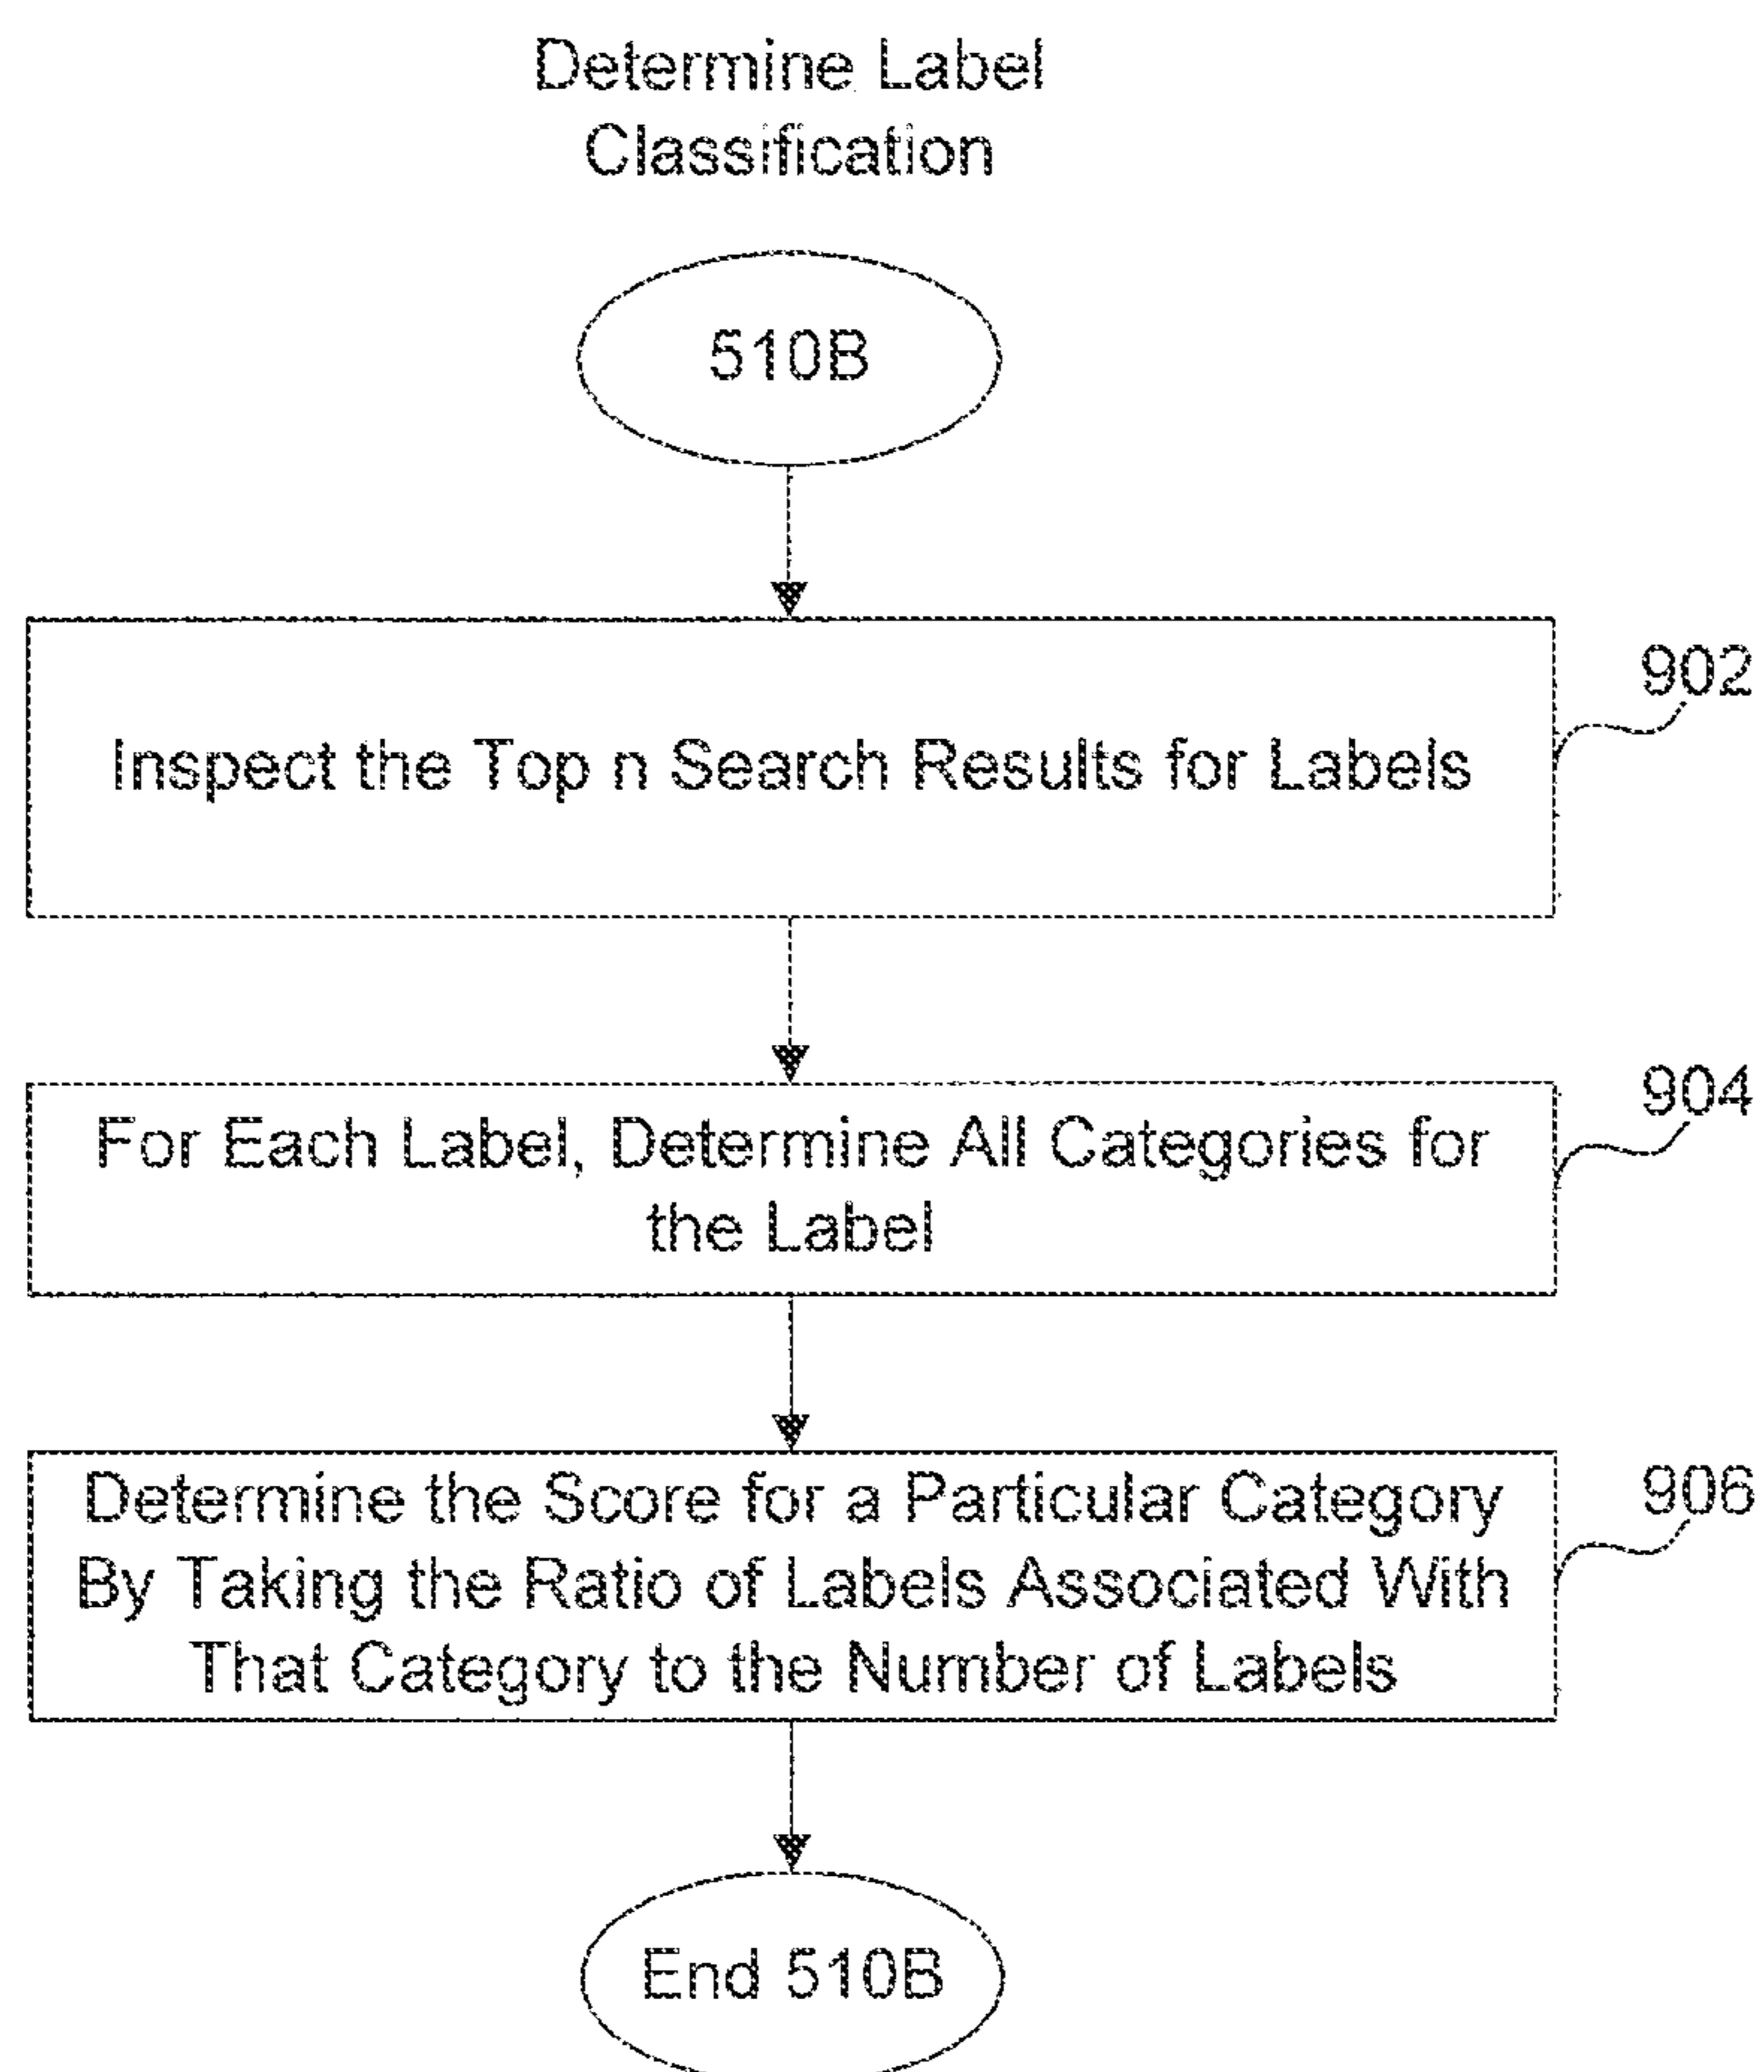 Determine Label
Classification
510B
902
Inspect the Top n Search Results for Labels
904
For Each Label, Determine All Categories for
the Label
906
Determine the Score for a Particular Category
By Taking the Ratio of Labels Associated With
That Category to the Number of Labels
End 510B